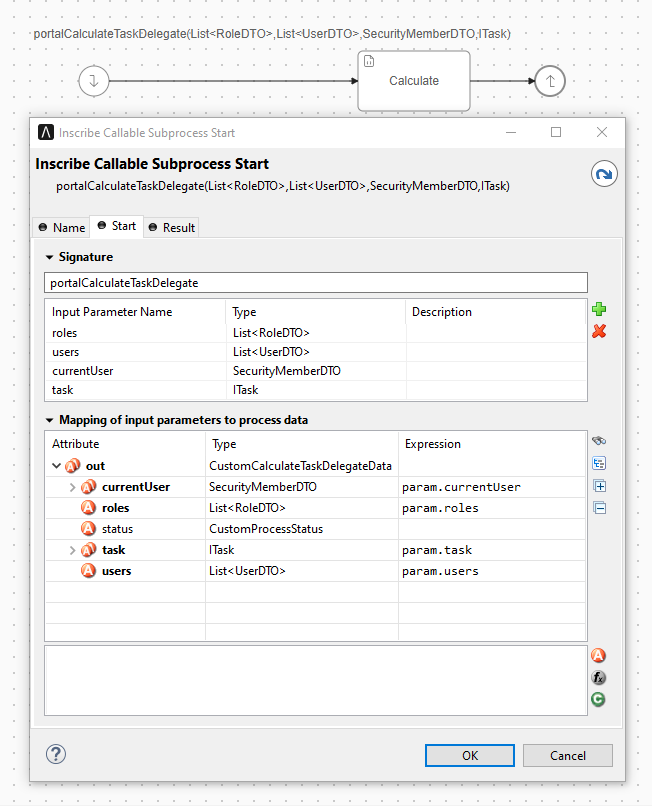 portalCalculateTaskDelegate(List<RoleDTO>,List<UserDTO>,SecurityMemberDTO,ITask)
Calculate
Inscribe Callable Subprocess Start
Inscribe Callable Subprocess Start
portalCalculateTaskDelegate(List<RoleDTO>,List<UserDTO>,SecurityMemberDTO,ITask)
Name Start Result
Signature
portalCalculateTaskDelegate
Input Parameter Name Type Description
roles List<RoleDTO>
users List<UserDTO>
currentUser SecurityMemberDTO
task ITask
Mapping of input parameters to process data
Attribute Type Expression
out CustomCalculateTaskDelegateData
currentUser SecurityMemberDTO param.currentUser
roles List<RoleDTO> param.roles
status CustomProcessStatus
task ITask param.task
users List<UserDTO> param.users
OK Cancel